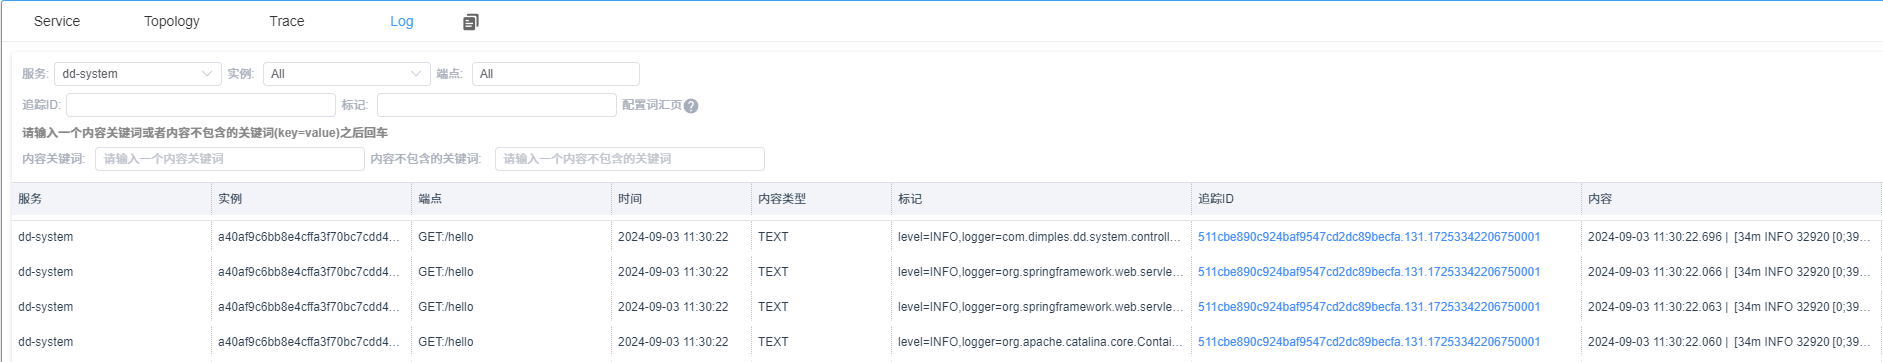 Service Topology Trace Log
服务: dd-system 实例: All 端点: All
追踪ID: 标记: 配置词汇页 ?
请输入一个内容关键词或者内容不包含的关键词(key=value)之后回车
内容关键词: 请输入一个内容关键词 内容不包含的关键词: 请输入一个内容不包含的关键词
服务 实例 端点 时间 内容类型 标记 追踪ID 内容
dd-system a40af9c6bb8e4cffa3f70bc7cdd4... GET:/hello 2024-09-03 11:30:22 TEXT level=INFO,logger=com.dimples.dd.system.controll... 511cbe890c924baf9547cd2dc89becfa.131.17253342206750001 2024-09-03 11:30:22.696 | [34m INFO 32920 [0;39...
dd-system a40af9c6bb8e4cffa3f70bc7cdd4... GET:/hello 2024-09-03 11:30:22 TEXT level=INFO,logger=org.springframework.web.servle... 511cbe890c924baf9547cd2dc89becfa.131.17253342206750001 2024-09-03 11:30:22.066 | [34m INFO 32920 [0;39...
dd-system a40af9c6bb8e4cffa3f70bc7cdd4... GET:/hello 2024-09-03 11:30:22 TEXT level=INFO,logger=org.springframework.web.servle... 511cbe890c924baf9547cd2dc89becfa.131.17253342206750001 2024-09-03 11:30:22.063 | [34m INFO 32920 [0;39...
dd-system a40af9c6bb8e4cffa3f70bc7cdd4... GET:/hello 2024-09-03 11:30:22 TEXT level=INFO,logger=org.apache.catalina.core.Contai... 511cbe890c924baf9547cd2dc89becfa.131.17253342206750001 2024-09-03 11:30:22.060 | [34m INFO 32920 [0;39...